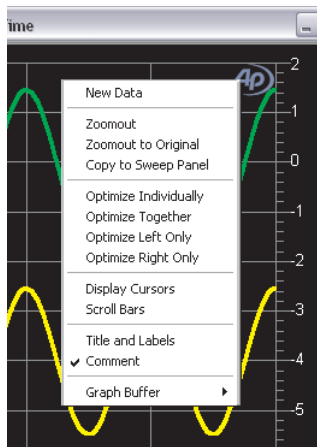 ime
Ap
New Data
Zoomout
Zoomout to Original
Copy to Sweep Panel
Optimize Individually
Optimize Together
Optimize Left Only
Optimize Right Only
Display Cursors
Scroll Bars
Title and Labels
Comment
Graph Buffer
2
1
0
-1
-2
-3
-4
-5